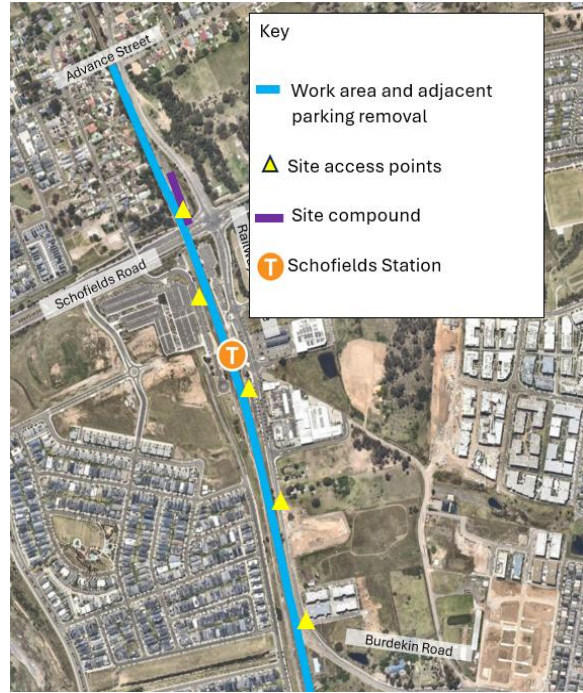 Key
Advance Street
Work area and adjacent
parking removal
Site access points
Site compound
Railway
T Schofields Station
Schofields Road
T
Burdekin Road